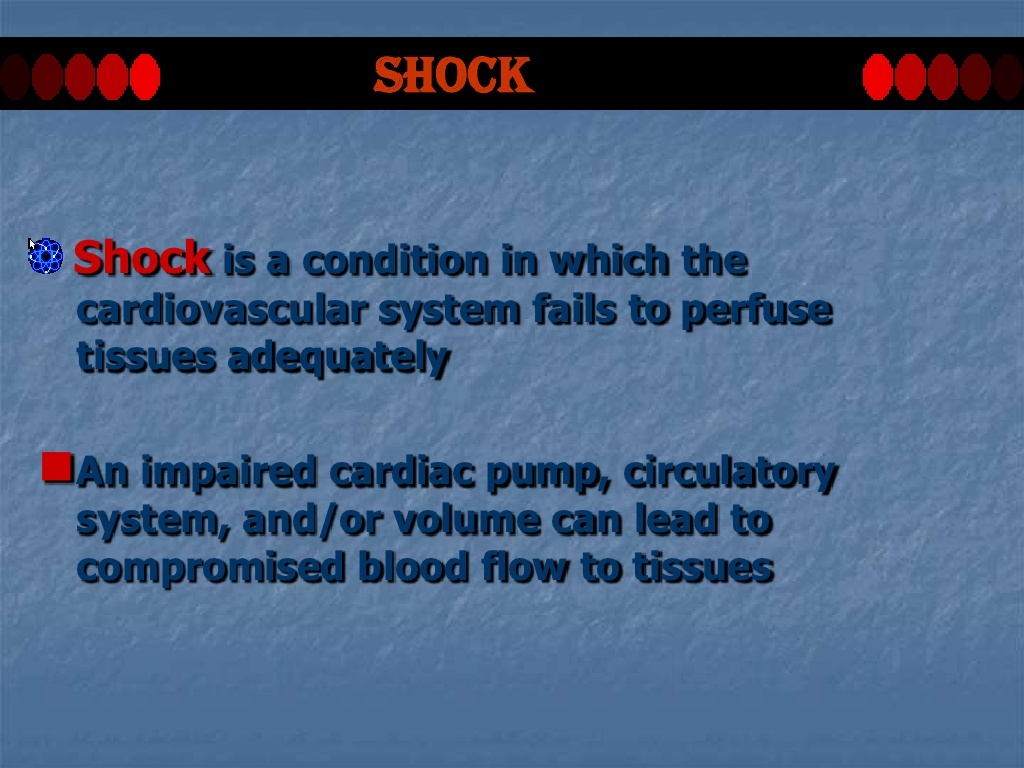 SHOCK
Shock is a condition in which the
cardiovascular system fails to perfuse
tissues adequately
An impaired cardiac pump, circulatory
system, and/or volume can lead to
compromised blood flow to tissues